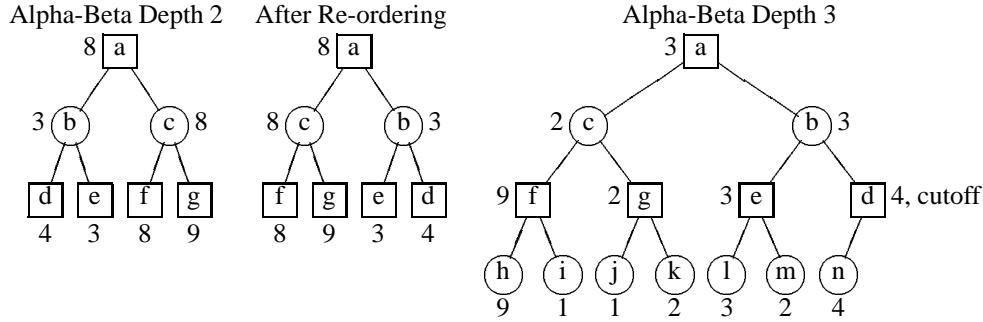 Alpha-Beta Depth 2
After Re-ordering
Alpha-Beta Depth 3
8 a
8 a
3 a
3 b
c 8
8 c
b 3
2 c
b 3
d
e
f
g
f
g
e
d
9 f
2 g
3 e
d 4, cutoff
4
3
8
9
8
9
3
4
h
i
j
k
l
m
n
9
1
1
2
3
2
4